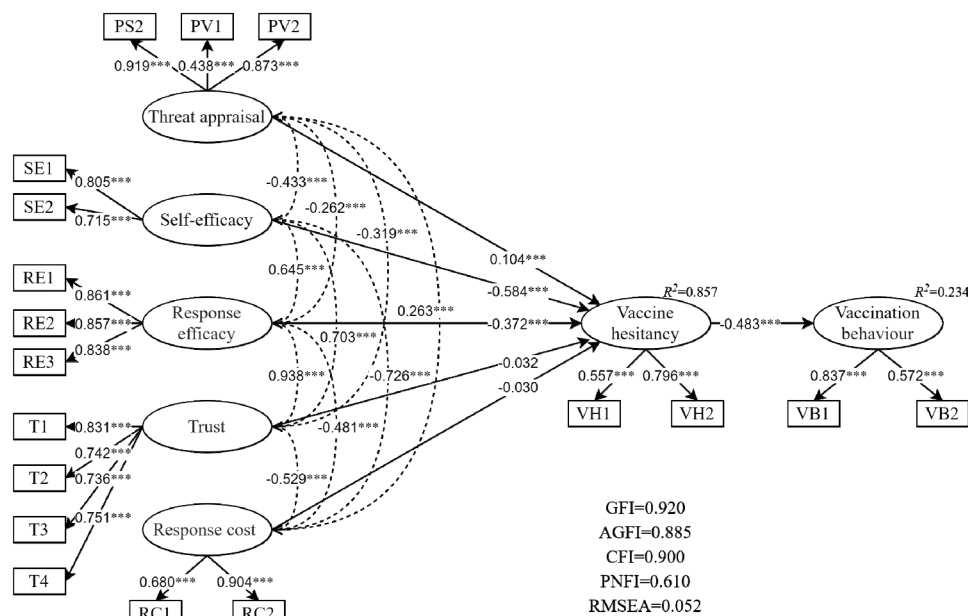 PS2 PV1 PV2
0.919*** 0.438*** 0.873***
Threat appraisal
SE1
0.805***
SE2
0.715***
Self-efficacy
-0.433***
-0.262***
-0.319***
0.645***
0.104***
-0.584***
RE1
0.861***
RE2
0.857***
RE3
0.838***
Response
efficacy
0.263***
-0.372***
0.703***
Vaccine
hesitancy
R²=0.857
-0.483***
Vaccination
behaviour
R²=0.234
0.557*** 0.796***
VH1 VH2
0.837*** 0.572***
VB1 VB2
0.938***
-0.726***
-0.032
-0.030
T1
0.831***
T2
0.742***
T3
0.736***
T4
0.751***
Trust
-0.481***
-0.529***
Response cost
0.680*** 0.904***
RC1 RC2
GFI=0.920
AGFI=0.885
CFI=0.900
PNFI=0.610
RMSEA=0.052